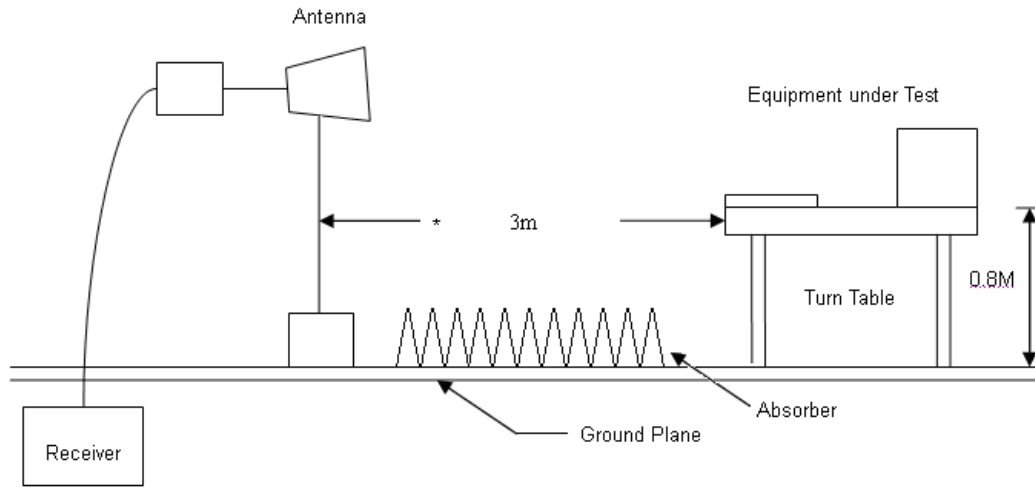 Antenna
Equipment under Test
* 3m
0.8M
Turn Table
Absorber
Ground Plane
Receiver